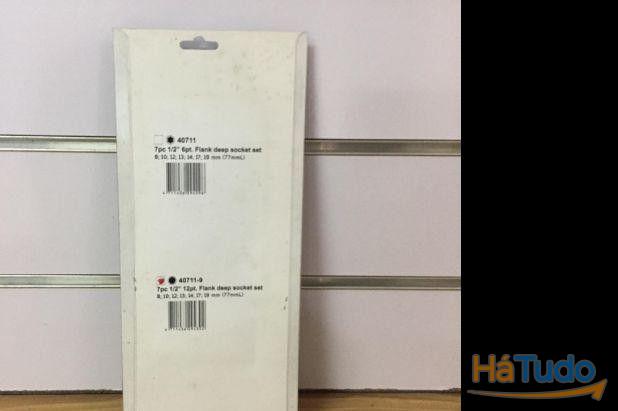 40711
7pc 1/2" 6pt. Flank deep socket set
8; 10; 12; 13; 14; 17; 19 mm (77mmL)
40711-9
7pc 1/2" 12pt. Flank deep socket set
8; 10; 12; 13; 14; 17; 19 mm (77mmL)
HáTudo